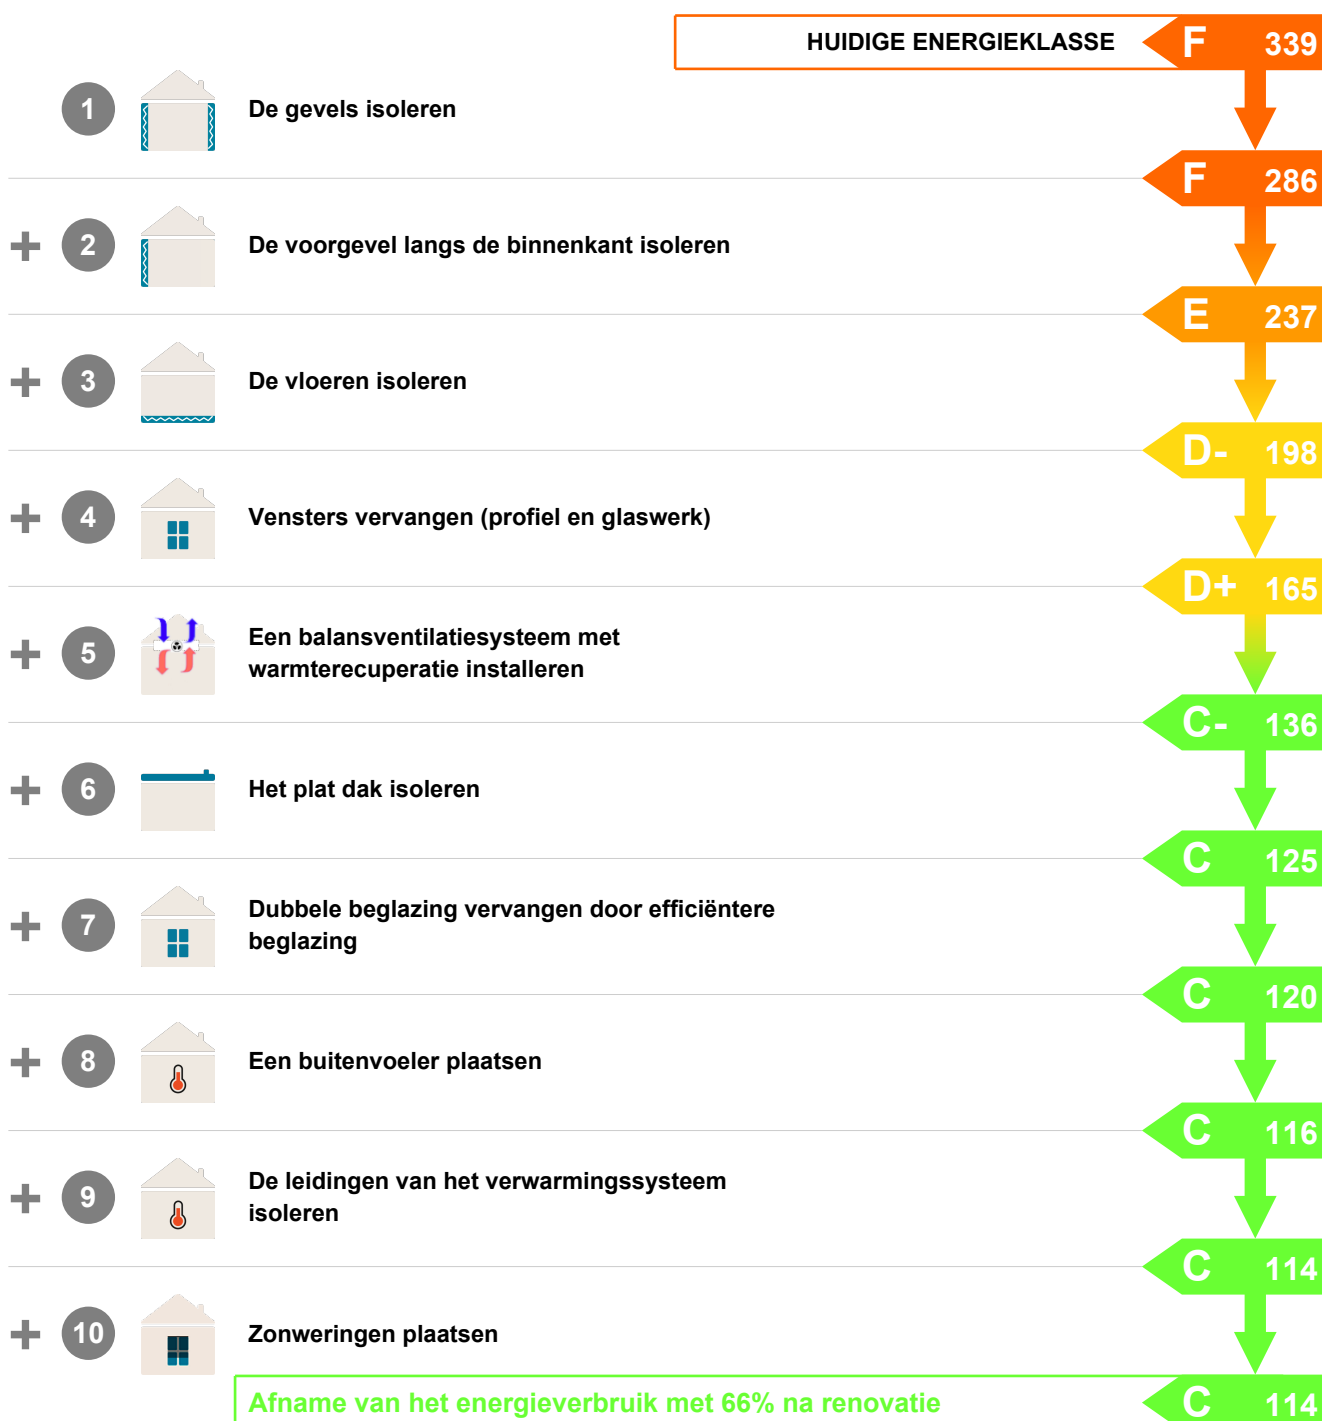 HUIDIGE ENERGIEKLASSE F 339
1 De gevels isoleren
F 286
+ 2 De voorgevel langs de binnenkant isoleren
E 237
+ 3 De vloeren isoleren
D- 198
+ 4 Vensters vervangen (profiel en glaswerk)
D+ 165
+ 5 Een balansventilatiesysteem met
warmterecuperatie installeren
C- 136
+ 6 Het plat dak isoleren
C 125
+ 7 Dubbele beglazing vervangen door efficiëntere
beglazing
C 120
+ 8 Een buitenvoeler plaatsen
C 116
+ 9 De leidingen van het verwarmingssysteem
isoleren
C 114
+ 10 Zonweringen plaatsen
Afname van het energieverbruik met 66% na renovatie C 114